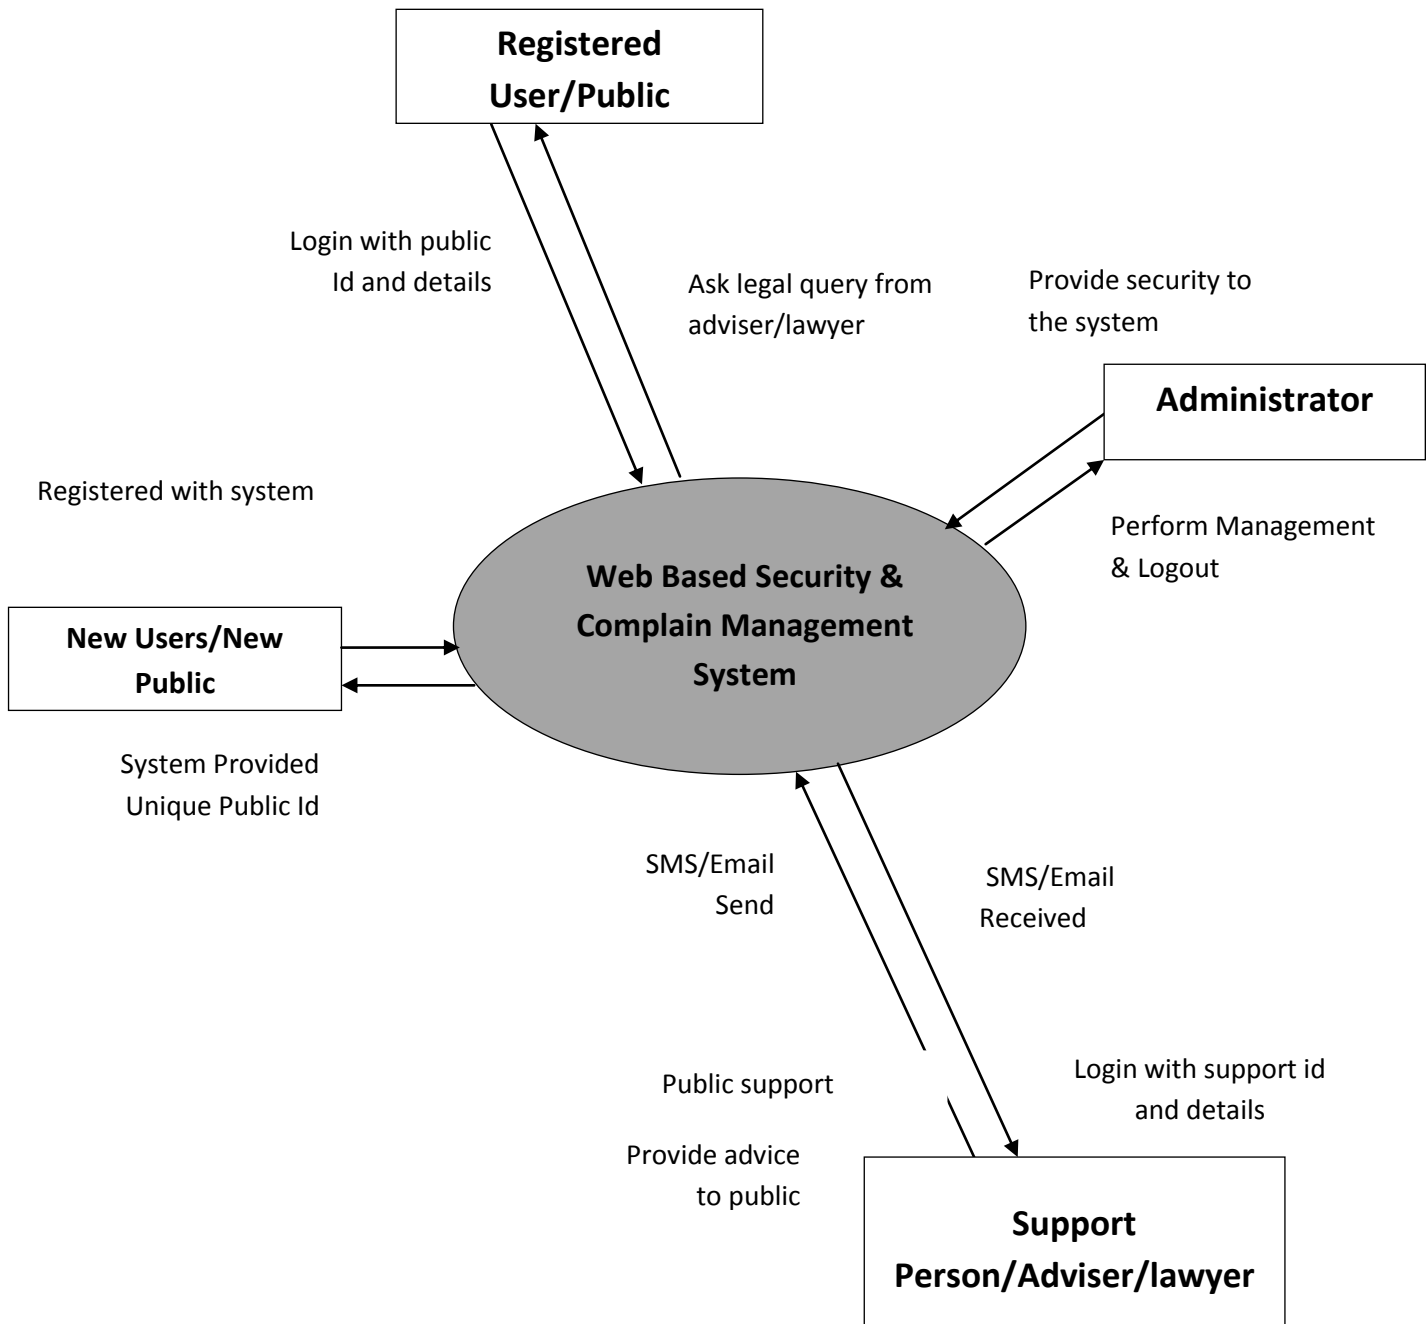 Registered
User/Public
Login with public
Id and details
Ask legal query from
adviser/lawyer
Provide security to
the system
Administrator
Registered with system
Perform Management
& Logout
Web Based Security &
Complain Management
System
New Users/New
Public
System Provided
Unique Public Id
SMS/Email
Send
SMS/Email
Received
Public support
Login with support id
and details
Provide advice
to public
Support
Person/Adviser/lawyer